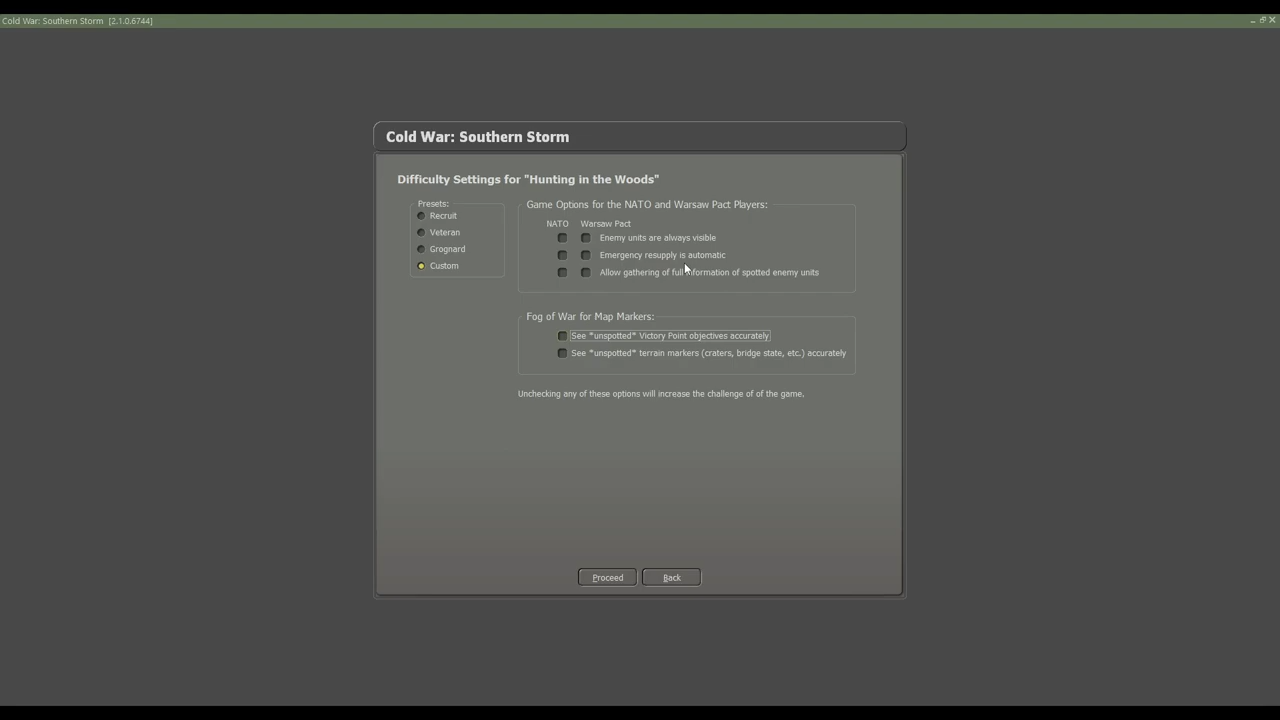 Cold War: Southern Storm [2.1.0.6744]
Cold War: Southern Storm
Difficulty Settings for "Hunting in the Woods"
Presets:
Recruit
Veteran
Grognard
Custom
Game Options for the NATO and Warsaw Pact Players:
NATO Warsaw Pact
Enemy units are always visible
Emergency resupply is automatic
Allow gathering of full information of spotted enemy units
Fog of War for Map Markers:
See *unspotted* Victory Point objectives accurately
See *unspotted* terrain markers (craters, bridge state, etc.) accurately
Unchecking any of these options will increase the challenge of of the game.
Proceed Back